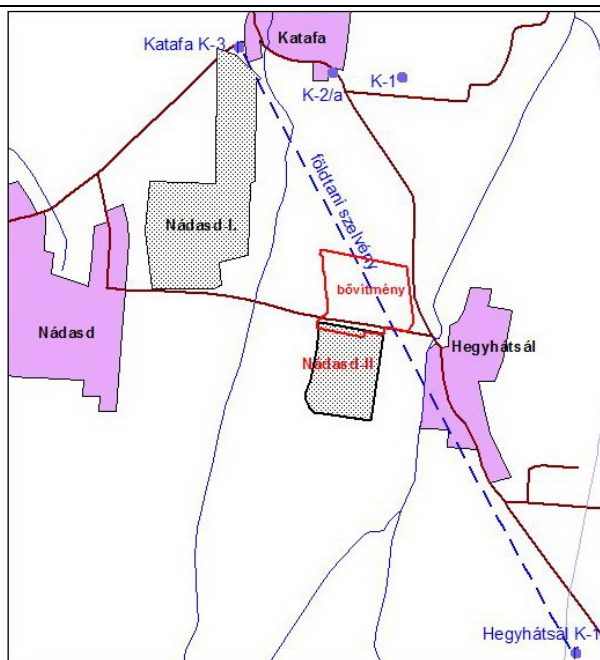 Katafa K-3
Katafa
K-2/a
K-1
földtani szelvény
Nádasd-I.
bővítmény
Nádasd
Nádasd-II
Hegyhátsál
Hegyhátsál K-1